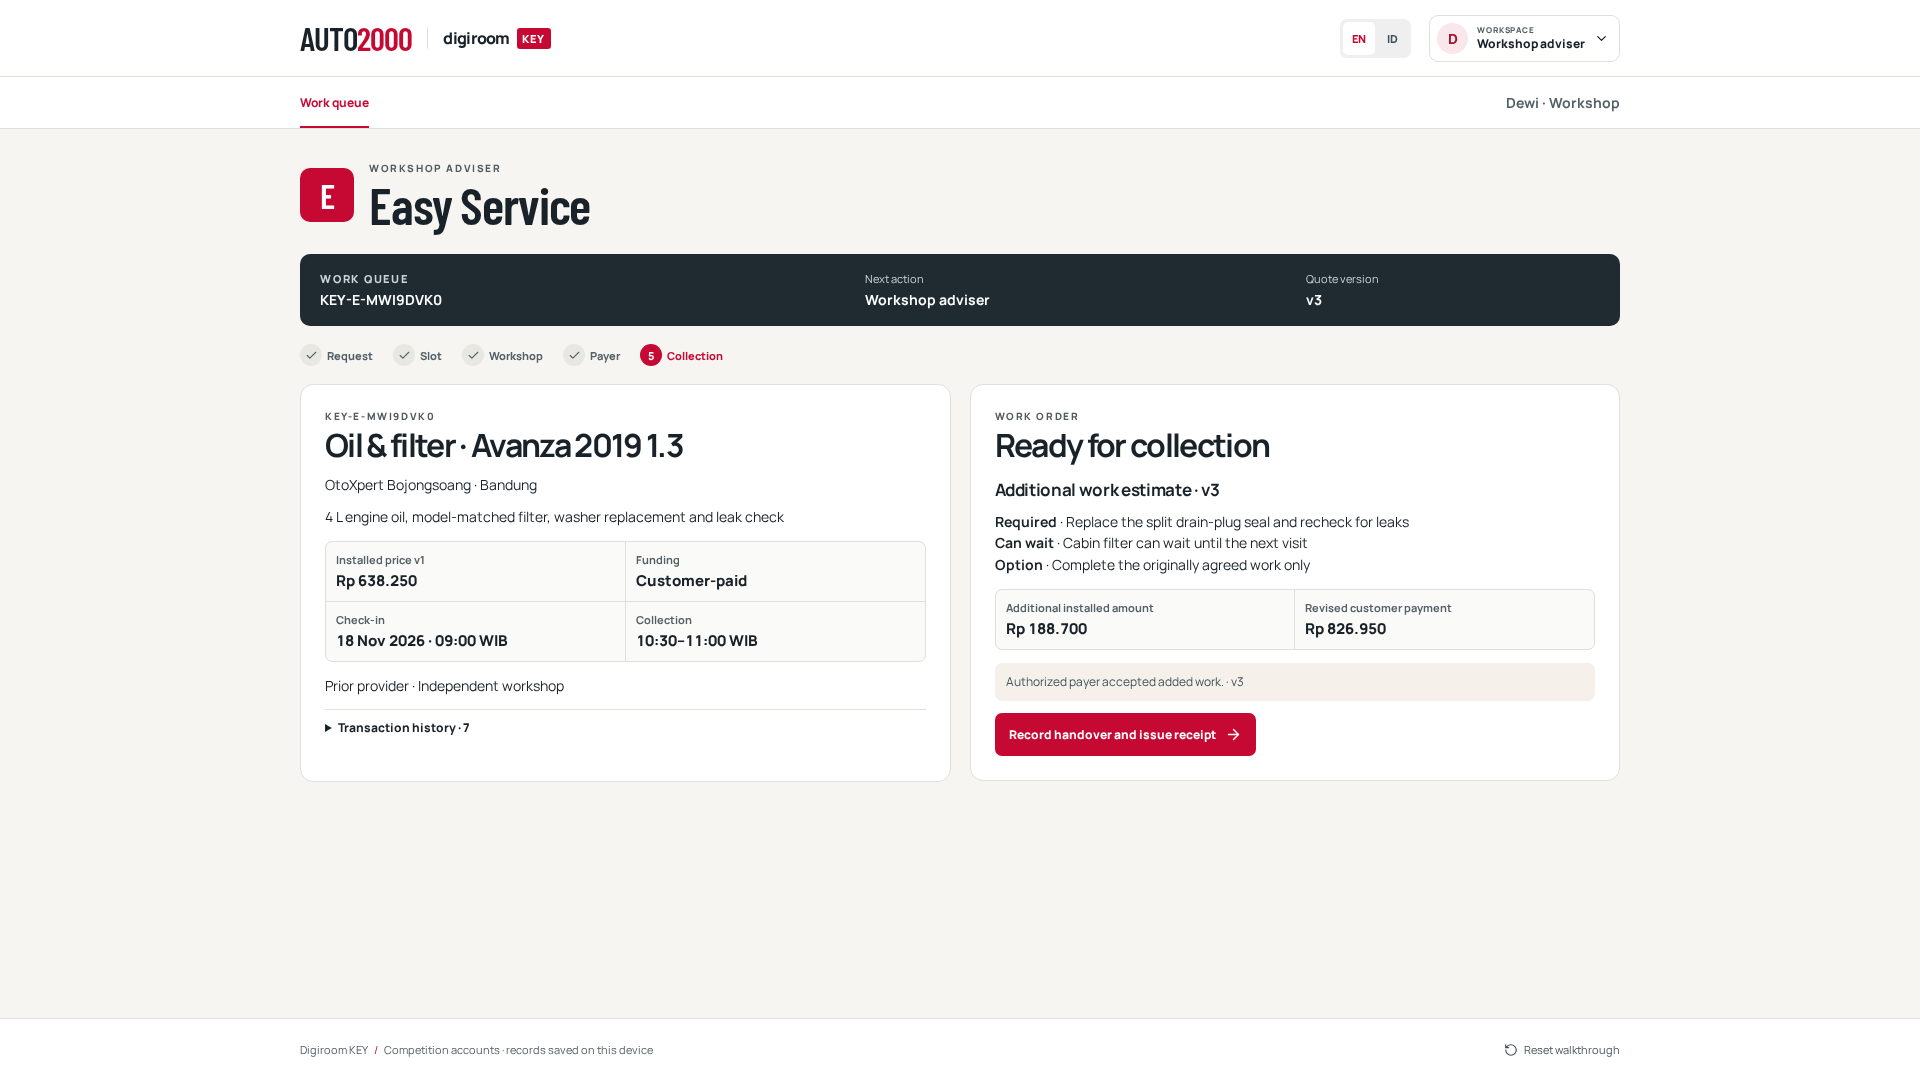 AUTO2000
digiroom KEY
EN ID
D
WORKSPACE
Workshop adviser
Work queue
Dewi · Workshop
E
WORKSHOP ADVISER
Easy Service
WORK QUEUE
KEY-E-MWI9DVK0
Next action
Workshop adviser
Quote version
v3
Request
Slot
Workshop
Payer
5 Collection
KEY-E-MWI9DVK0
Oil & filter · Avanza 2019 1.3
OtoXpert Bojongsoang · Bandung
4 L engine oil, model-matched filter, washer replacement and leak check
Installed price v1
Rp 638.250
Funding
Customer-paid
Check-in
18 Nov 2026 · 09:00 WIB
Collection
10:30–11:00 WIB
Prior provider · Independent workshop
Transaction history · 7
WORK ORDER
Ready for collection
Additional work estimate · v3
Required · Replace the split drain-plug seal and recheck for leaks
Can wait · Cabin filter can wait until the next visit
Option · Complete the originally agreed work only
Additional installed amount
Rp 188.700
Revised customer payment
Rp 826.950
Authorized payer accepted added work. · v3
Record handover and issue receipt
Digiroom KEY / Competition accounts · records saved on this device
Reset walkthrough